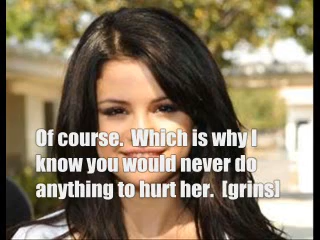 Of course.  Which is why I
know you would never do
anything to hurt her.  [grins]